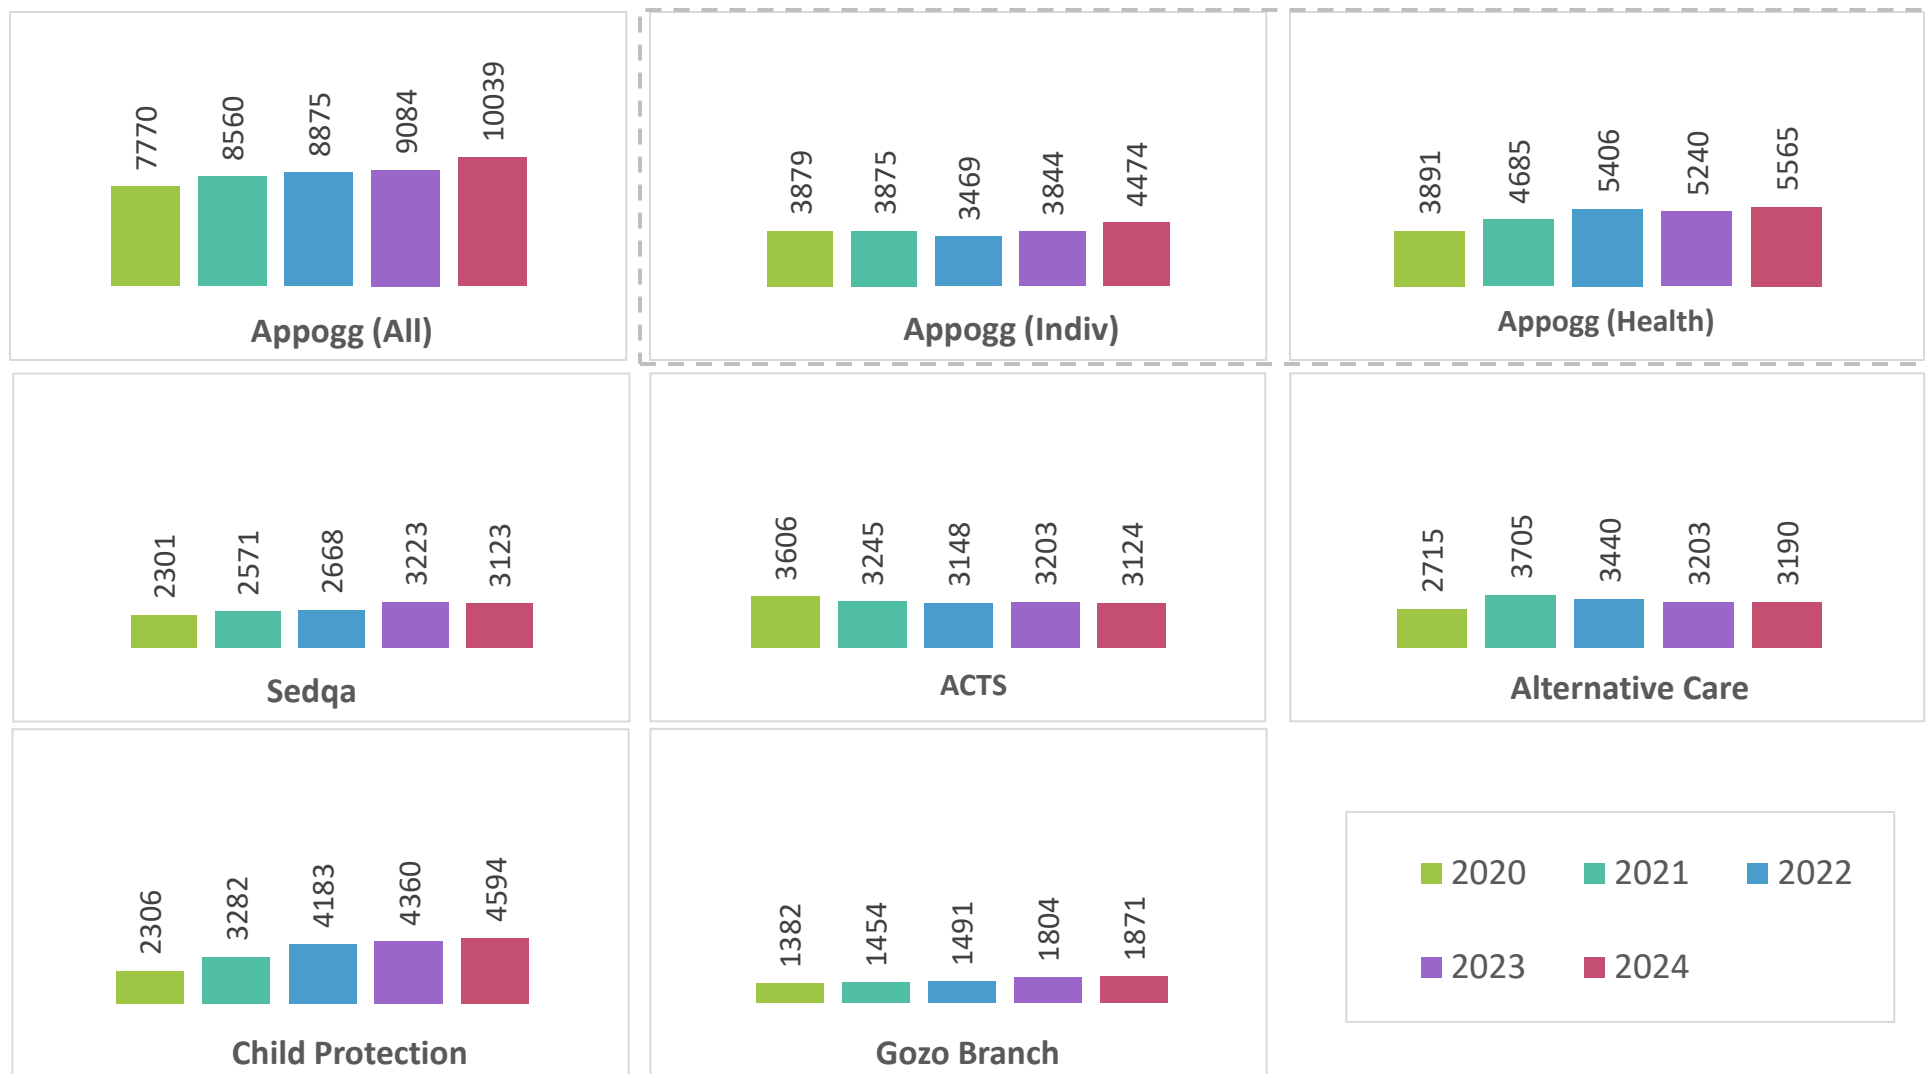 7770 8560 8875 9084 10039
Appogg (All)
3879 3875 3469 3844 4474
Appogg (Indiv)
3891 4685 5406 5240 5565
Appogg (Health)
2301 2571 2668 3223 3123
Sedqa
3606 3245 3148 3203 3124
ACTS
2715 3705 3440 3203 3190
Alternative Care
2306 3282 4183 4360 4594
Child Protection
1382 1454 1491 1804 1871
Gozo Branch
2020 2021 2022
2023 2024